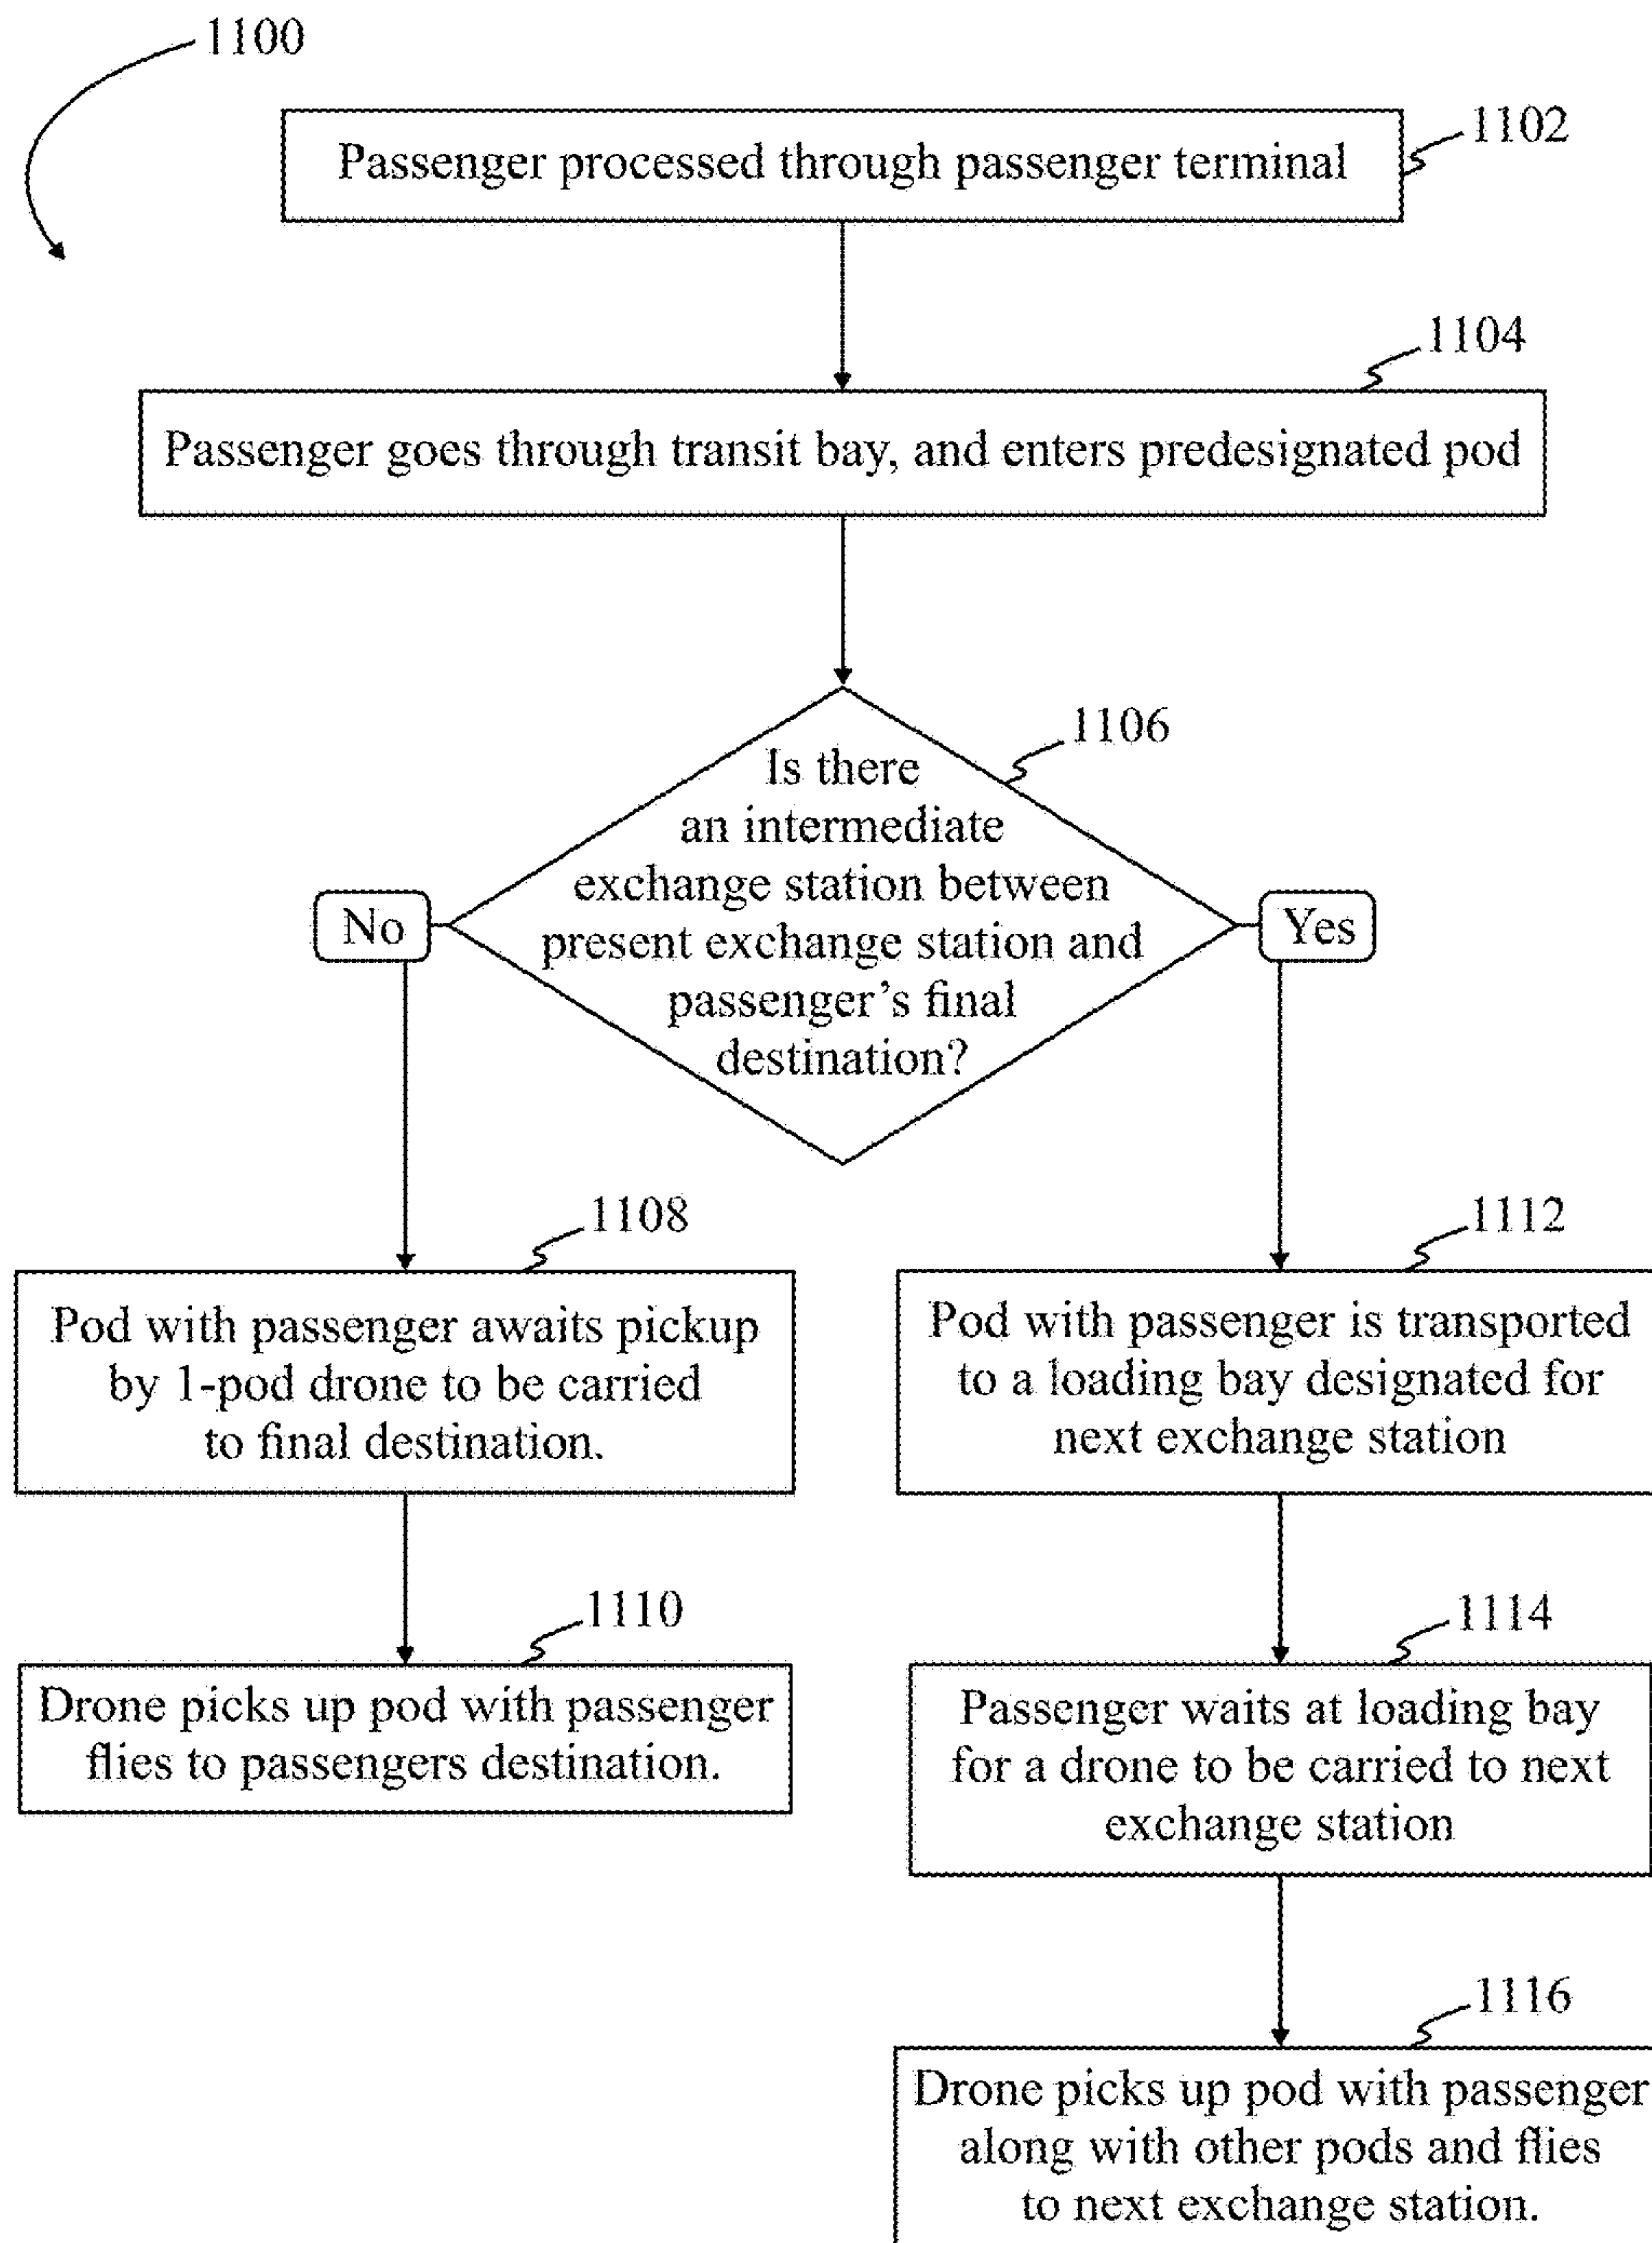 1100
1102
Passenger processed through passenger terminal
1104
Passenger goes through transit bay, and enters predesignated pod
1106
Is there
an intermediate
exchange station between
present exchange station and
passenger's final
destination?
No
Yes
1108
Pod with passenger awaits pickup
by 1-pod drone to be carried
to final destination.
1112
Pod with passenger is transported
to a loading bay designated for
next exchange station
1110
Drone picks up pod with passenger
flies to passengers destination.
1114
Passenger waits at loading bay
for a drone to be carried to next
exchange station
1116
Drone picks up pod with passenger
along with other pods and flies
to next exchange station.